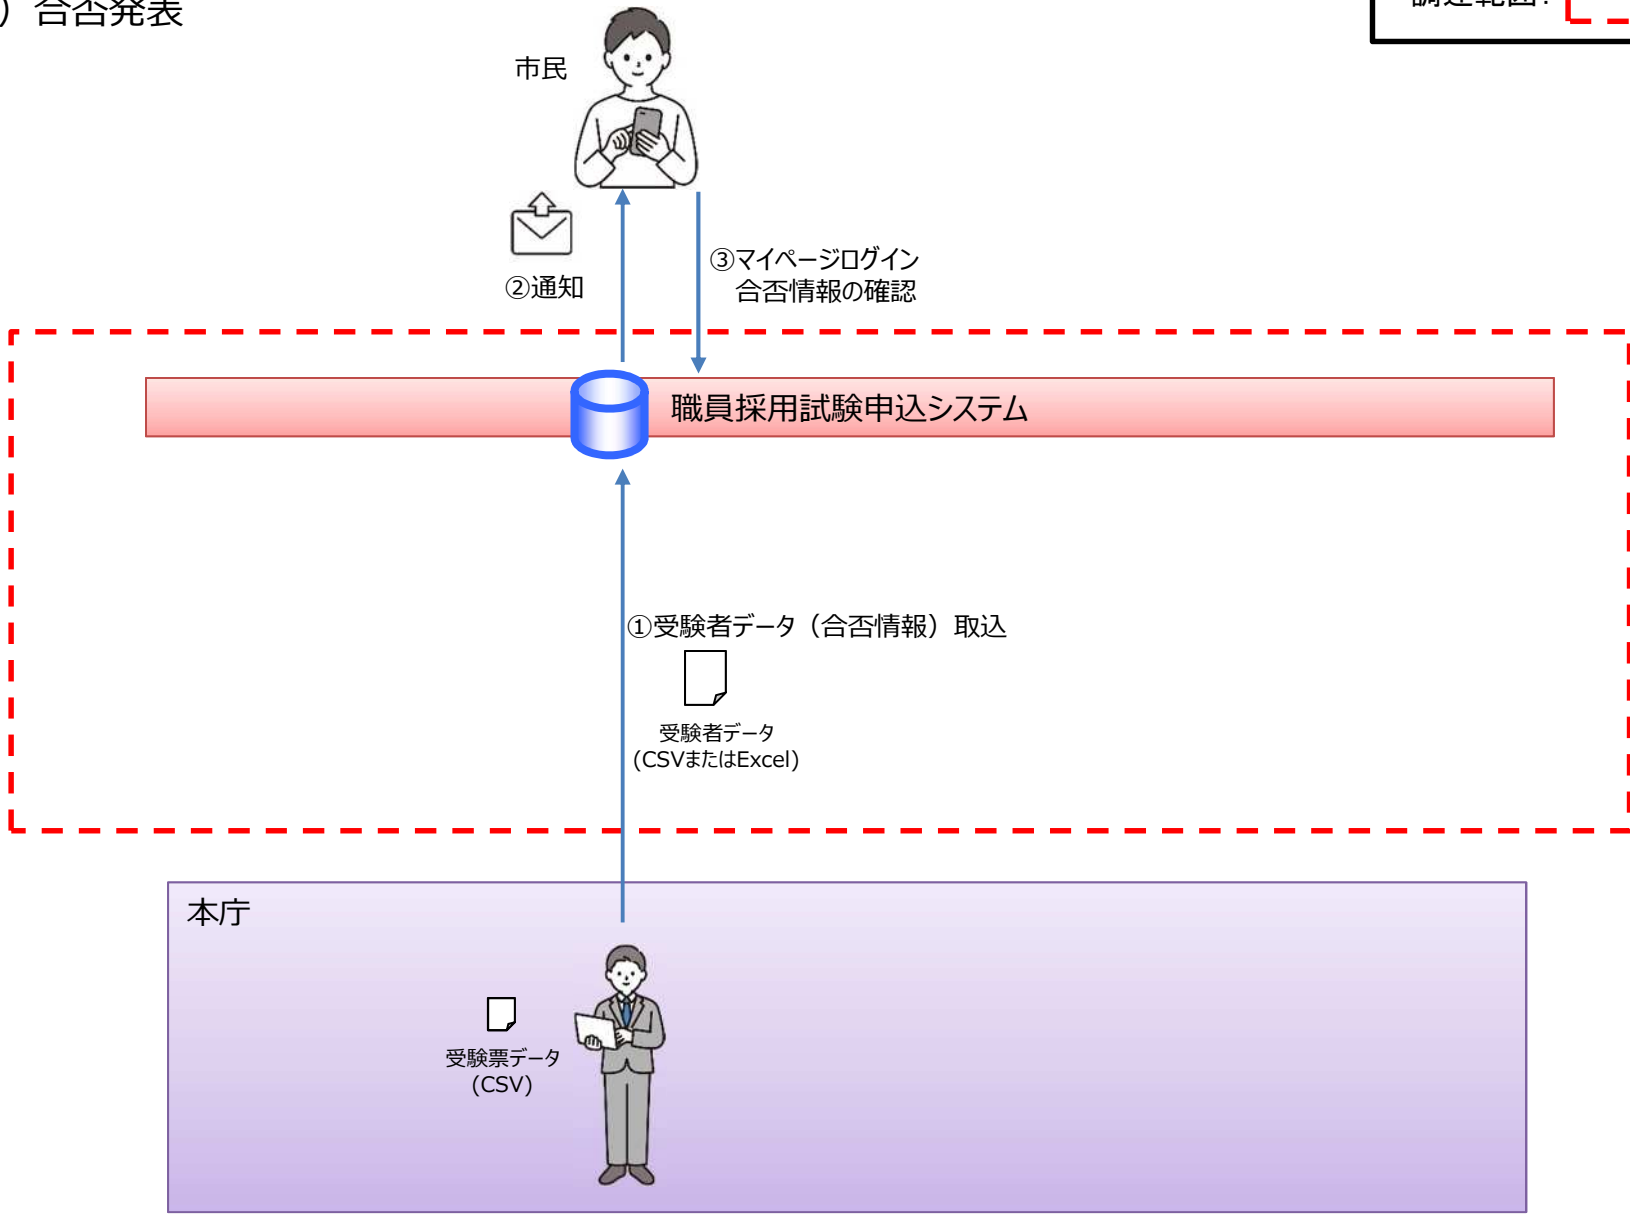 ）合否発表
調達範囲：
市民
②通知
③マイページログイン
合否情報の確認
職員採用試験申込システム
①受験者データ（合否情報）取込
受験者データ
(CSVまたはExcel)
本庁
受験票データ
(CSV)